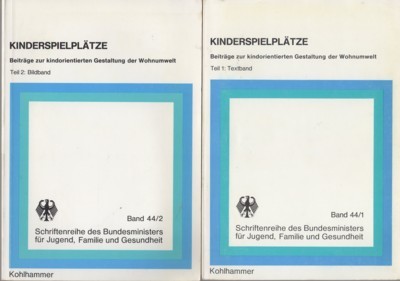 KINDERSPIELPLÄTZE
Beiträge zur kindorientierten Gestaltung der Wohnumwelt
Teil 2: Bildband
Band 44/2
Schriftenreihe des Bundesministers
für Jugend, Familie und Gesundheit
Kohlhammer
KINDERSPIELPLÄTZE
Beiträge zur kindorientierten Gestaltung der Wohnumwelt
Teil 1: Textband
Band 44/1
Schriftenreihe des Bundesministers
für Jugend, Familie und Gesundheit
Kohlhammer